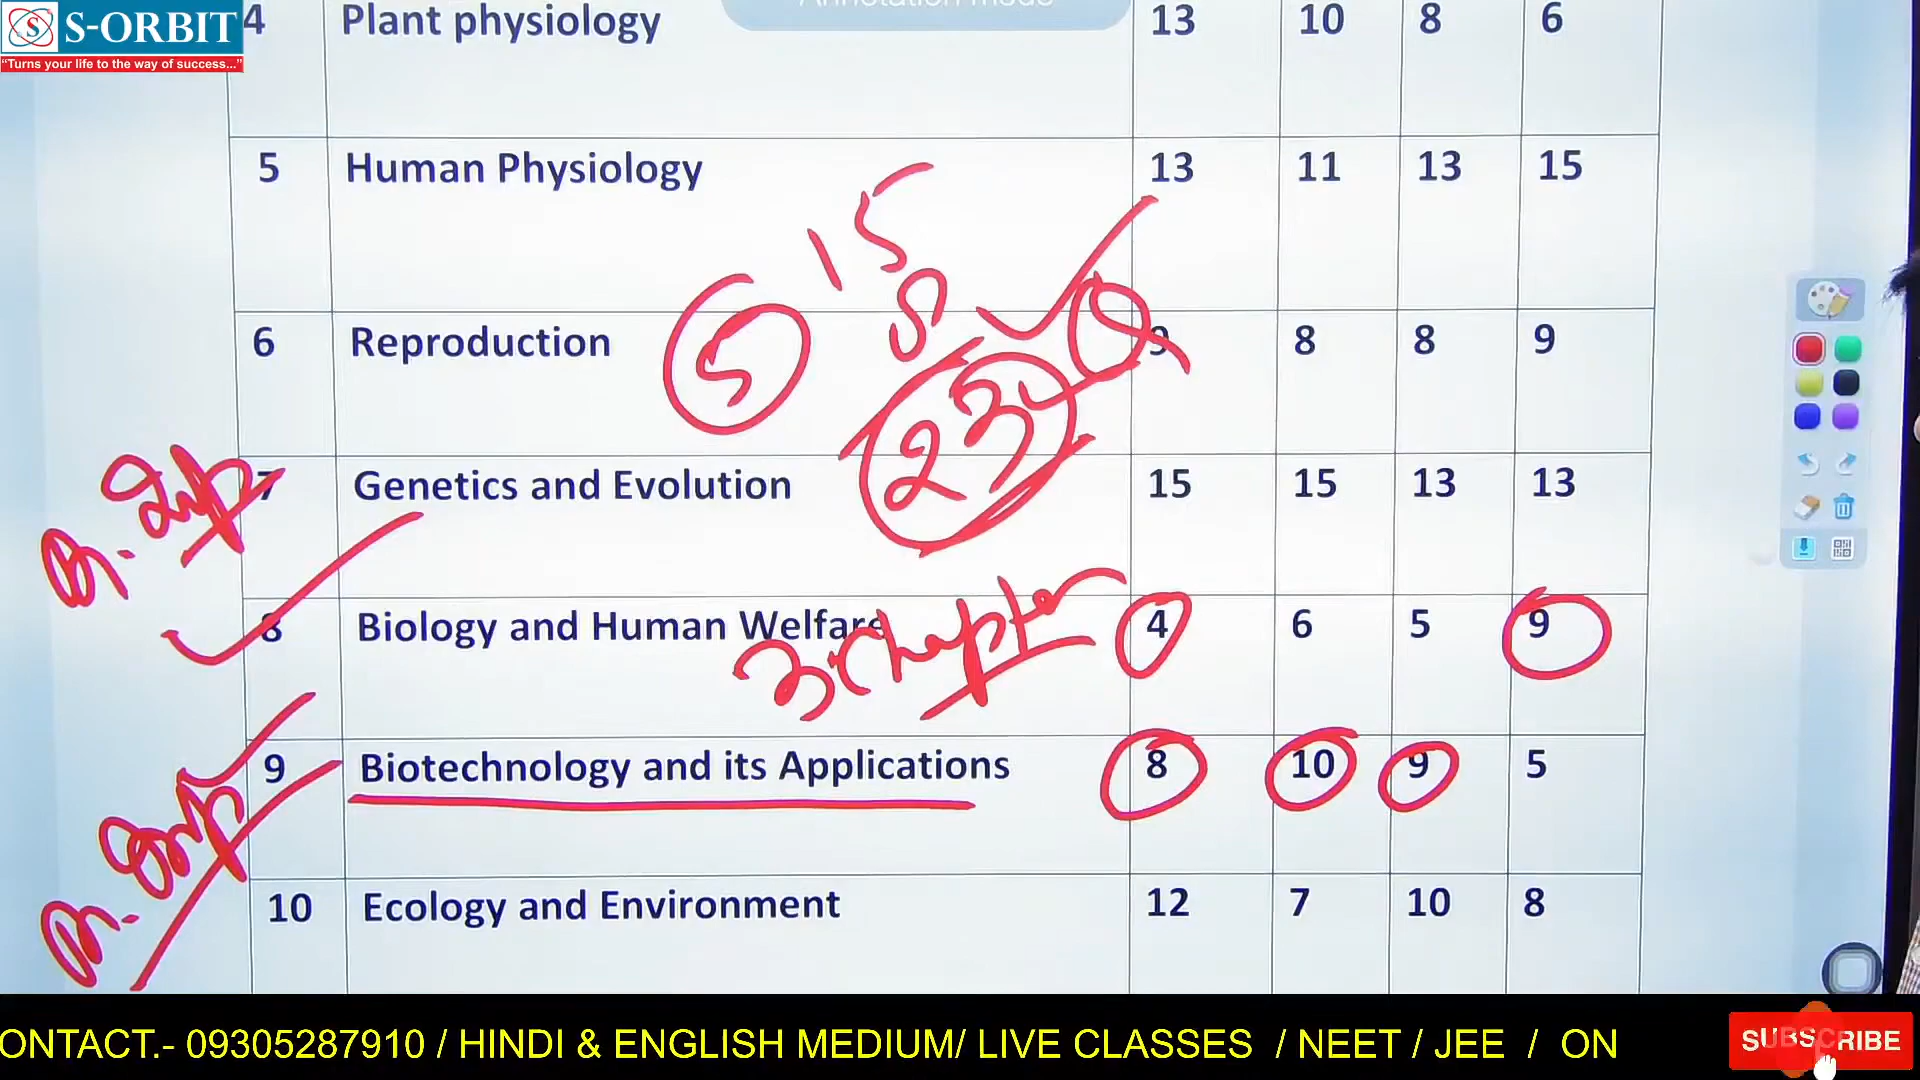 S-ORBIT
"Turns your life to the way of success..."
Annotation mode
4 Plant physiology 13 10 8 6
5 Human Physiology 13 11 13 15
15
8
5
23
6 Reproduction 9 8 8 9
7 Genetics and Evolution 15 15 13 13
8 Biology and Human Welfare 4 6 5 9
3 Chapter
9 Biotechnology and its Applications 8 10 9 5
10 Ecology and Environment 12 7 10 8
ONTACT.- 09305287910 / HINDI & ENGLISH MEDIUM/ LIVE CLASSES / NEET / JEE / ON
SUBSCRIBE